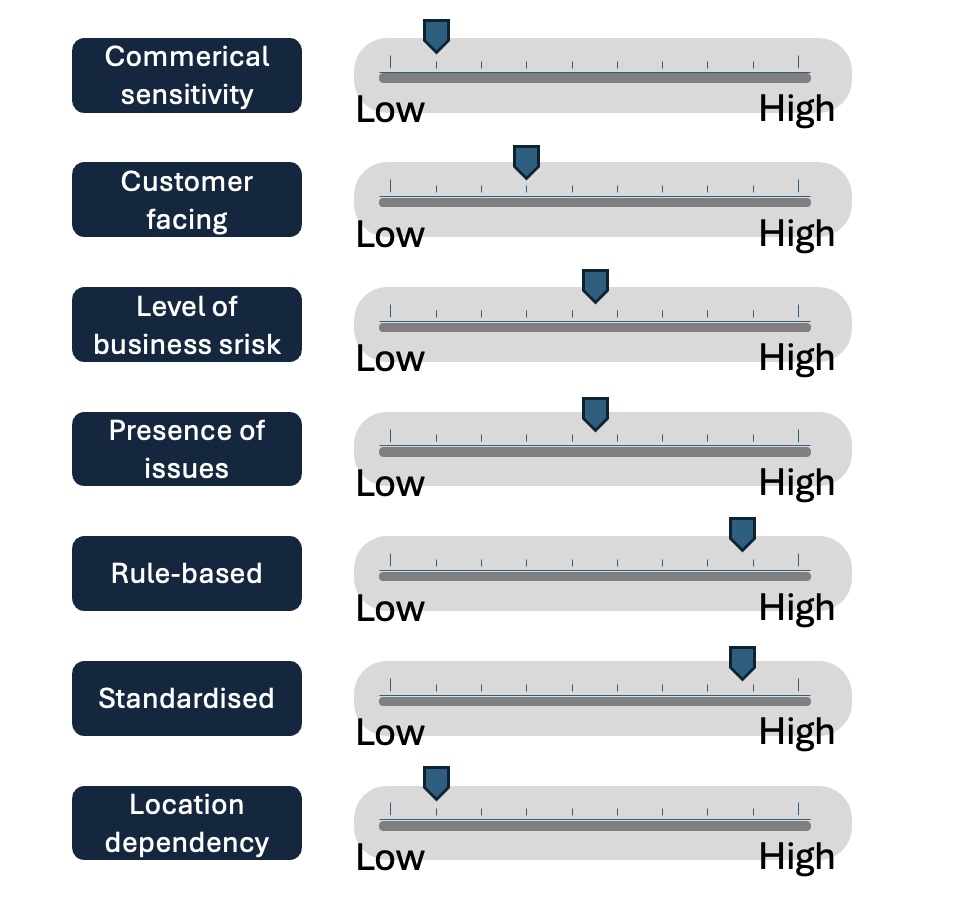 Commerical
sensitivity
Low High
Customer
facing
Low High
Level of
business srisk
Low High
Presence of
issues
Low High
Rule-based
Low High
Standardised
Low High
Location
dependency
Low High